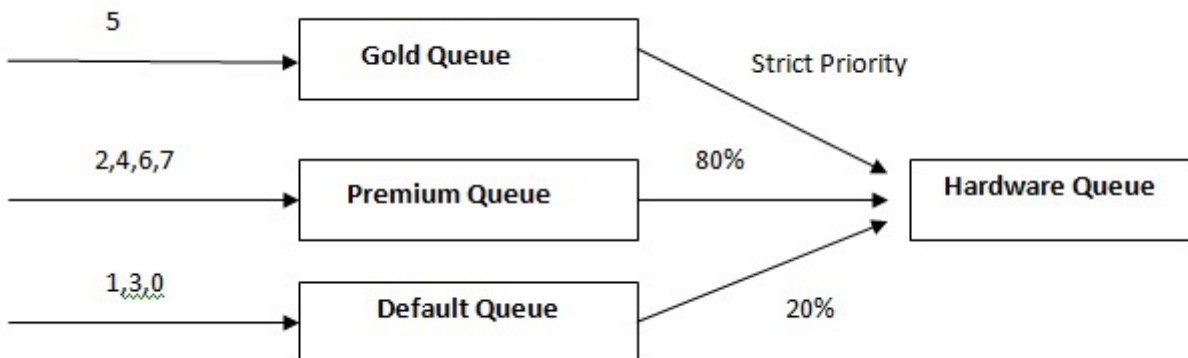 5
Gold Queue
Strict Priority
2,4,6,7
Premium Queue
80%
Hardware Queue
1,3,0
Default Queue
20%